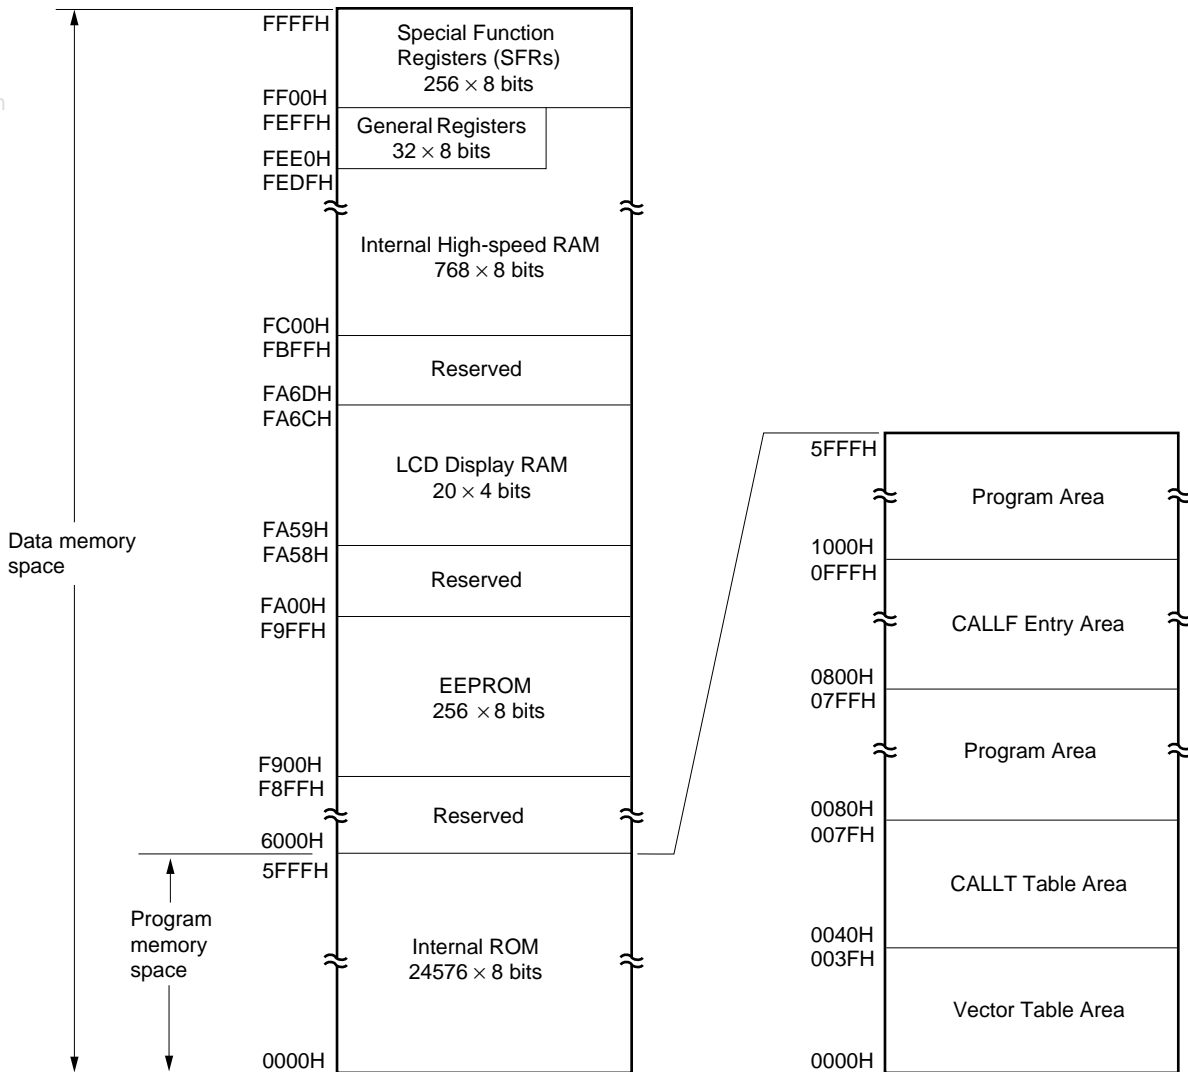 FFFFH
Special Function
Registers (SFRs)
256 × 8 bits
FF00H
FEFFH
General Registers
32 × 8 bits
FEE0H
FEDFH
Internal High-speed RAM
768 × 8 bits
FC00H
FBFFH
Reserved
FA6DH
FA6CH
LCD Display RAM
20 × 4 bits
FA59H
FA58H
Reserved
FA00H
F9FFH
EEPROM
256 × 8 bits
F900H
F8FFH
Reserved
6000H
5FFFH
Internal ROM
24576 × 8 bits
0000H
Data memory
space
Program
memory
space
5FFFH
Program Area
1000H
0FFFH
CALLF Entry Area
0800H
07FFH
Program Area
0080H
007FH
CALLT Table Area
0040H
003FH
Vector Table Area
0000H